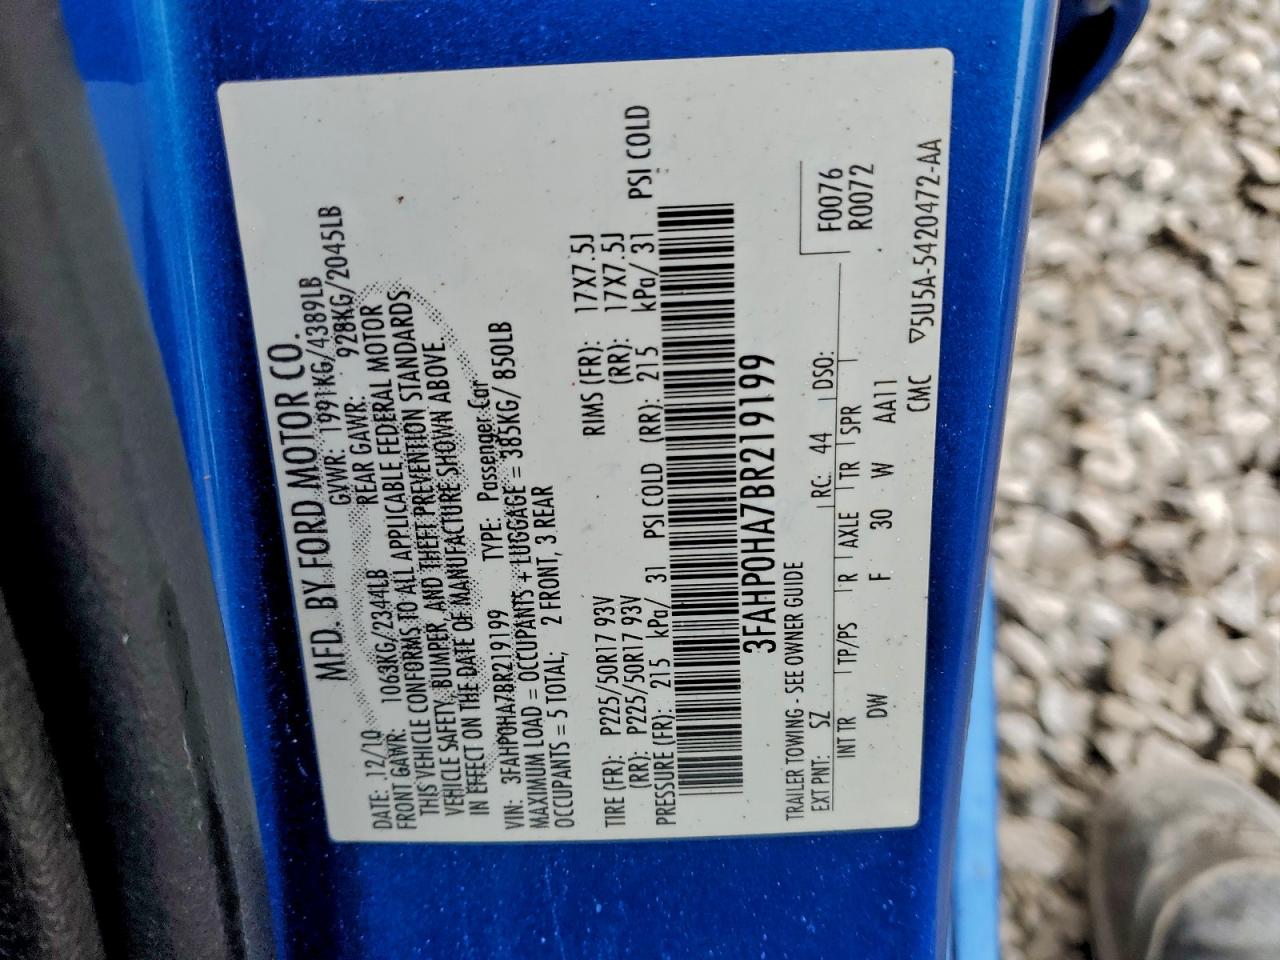 MFD. BY FORD MOTOR CO.
DATE: 12/10 GVWR: 1991KG/4389LB
FRONT GAWR: 1063KG/2344LB REAR GAWR: 928KG/2045LB
THIS VEHICLE CONFORMS TO ALL APPLICABLE FEDERAL MOTOR
VEHICLE SAFETY, BUMPER, AND THEFT PREVENTION STANDARDS
IN EFFECT ON THE DATE OF MANUFACTURE SHOWN ABOVE.
VIN: 3FAHP0HA7BR219199 TYPE: Passenger Car
MAXIMUM LOAD = OCCUPANTS + LUGGAGE = 385KG/ 850LB
OCCUPANTS = 5 TOTAL; 2 FRONT, 3 REAR
TIRE (FR): P225/50R17 93V RIMS (FR): 17X7.5J
(RR): P225/50R17 93V (RR): 17X7.5J
PRESSURE (FR): 215 kPa/ 31 PSI COLD (RR): 215 kPa/ 31 PSI COLD
3FAHP0HA7BR219199
TRAILER TOWING - SEE OWNER GUIDE F0076
EXT PNT: SZ RC: 44 DSO: R0072
INT TR TP/PS R AXLE TR SPR
DW F 30 W AA11
CMC ▽5U5A-5420472-AA